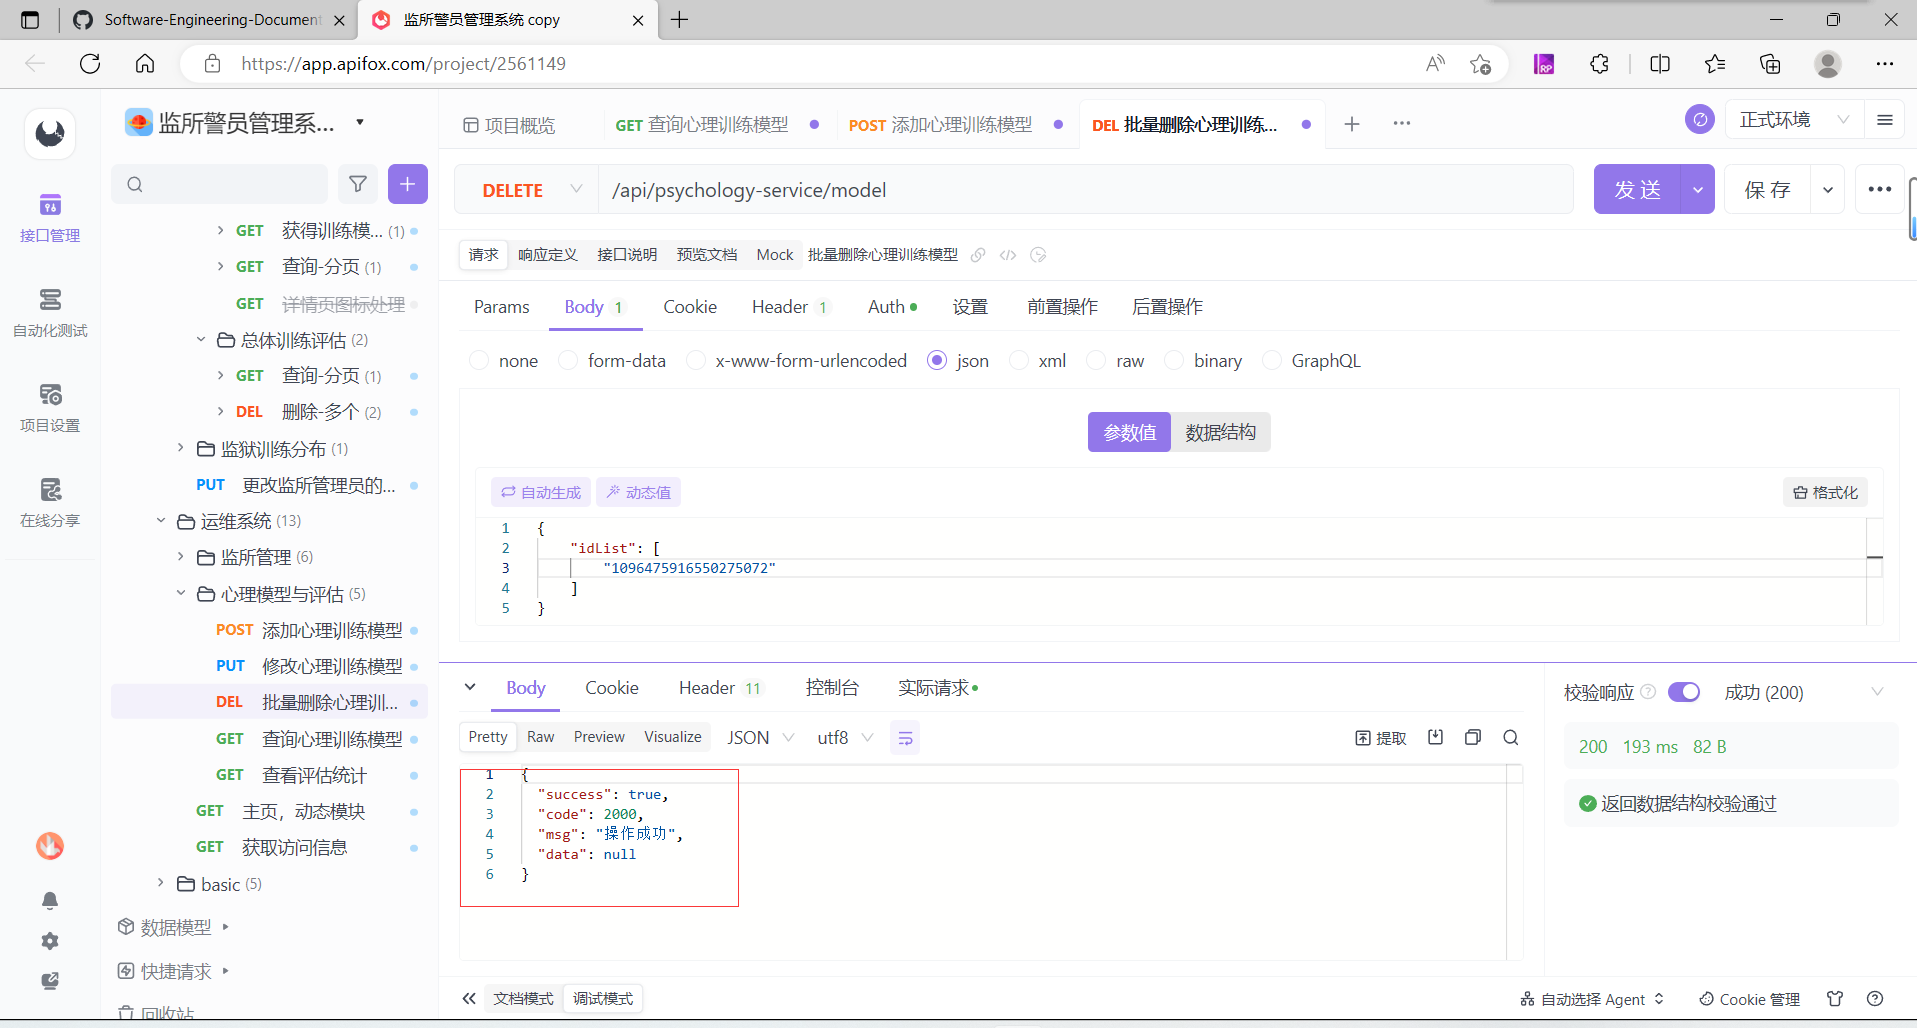 Software-Engineering-Document
监所警员管理系统 copy
https://app.apifox.com/project/2561149
接口管理
自动化测试
项目设置
在线分享
监所警员管理系...
GET 获得训练模... (1)
GET 查询-分页 (1)
GET 详情页图标处理
总体训练评估 (2)
GET 查询-分页 (1)
DEL 删除-多个 (2)
监狱训练分布 (1)
PUT 更改监所管理员的...
运维系统 (13)
监所管理 (6)
心理模型与评估 (5)
POST 添加心理训练模型
PUT 修改心理训练模型
DEL 批量删除心理训...
GET 查询心理训练模型
GET 查看评估统计
GET 主页，动态模块
GET 获取访问信息
basic (5)
数据模型
快捷请求
回收站
项目概览
GET 查询心理训练模型
POST 添加心理训练模型
DEL 批量删除心理训练...
正式环境
DELETE /api/psychology-service/model
发 送
保 存
请求 响应定义 接口说明 预览文档 Mock 批量删除心理训练模型
Params Body 1 Cookie Header 1 Auth 设置 前置操作 后置操作
none form-data x-www-form-urlencoded json xml raw binary GraphQL
参数值 数据结构
自动生成 动态值 格式化
1 {
2 "idList": [
3 "1096475916550275072"
4 ]
5 }
Body Cookie Header 11 控制台 实际请求
Pretty Raw Preview Visualize JSON utf8 提取
1 {
2 "success": true,
3 "code": 2000,
4 "msg": "操作成功",
5 "data": null
6 }
校验响应 成功 (200)
200 193 ms 82 B
返回数据结构校验通过
文档模式 调试模式
自动选择 Agent Cookie 管理